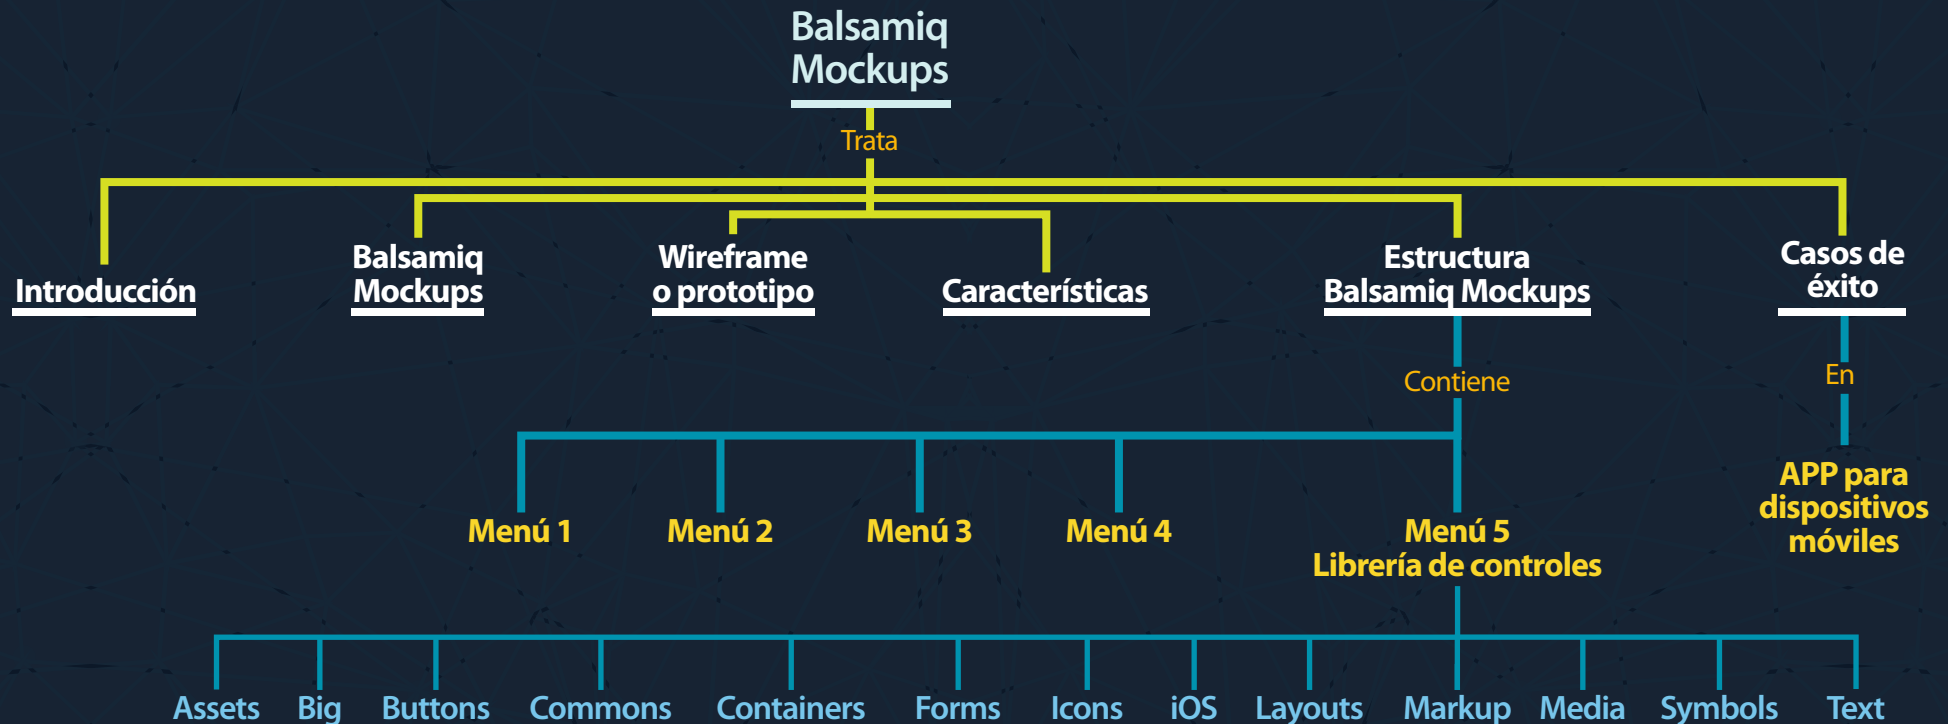 Balsamiq
Mockups
Trata
Introducción
Balsamiq
Mockups
Wireframe
o prototipo
Características
Estructura
Balsamiq Mockups
Casos de
éxito
Contiene
En
Menú 1
Menú 2
Menú 3
Menú 4
Menú 5
Librería de controles
APP para
dispositivos
móviles
Assets
Big
Buttons
Commons
Containers
Forms
Icons
iOS
Layouts
Markup
Media
Symbols
Text